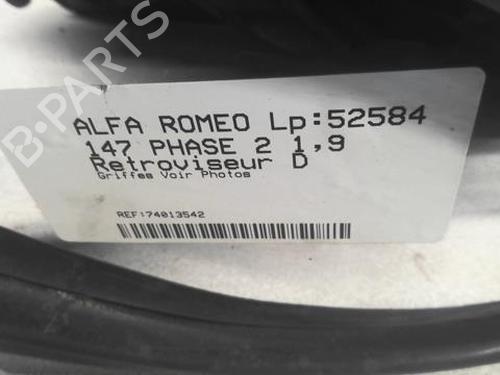 B-PARTS
ALFA ROMEO Lp:52584
147 PHASE 2 1,9
Retroviseur D
Griffes Voir Photos
REF:74013542